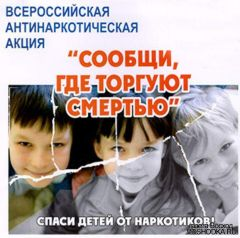 ВСЕРОССИЙСКАЯ
АНТИНАРКОТИЧЕСКАЯ
АКЦИЯ
"СООБЩИ,
ГДЕ ТОРГУЮТ
СМЕРТЬЮ"
СПАСИ ДЕТЕЙ ОТ НАРКОТИКОВ!